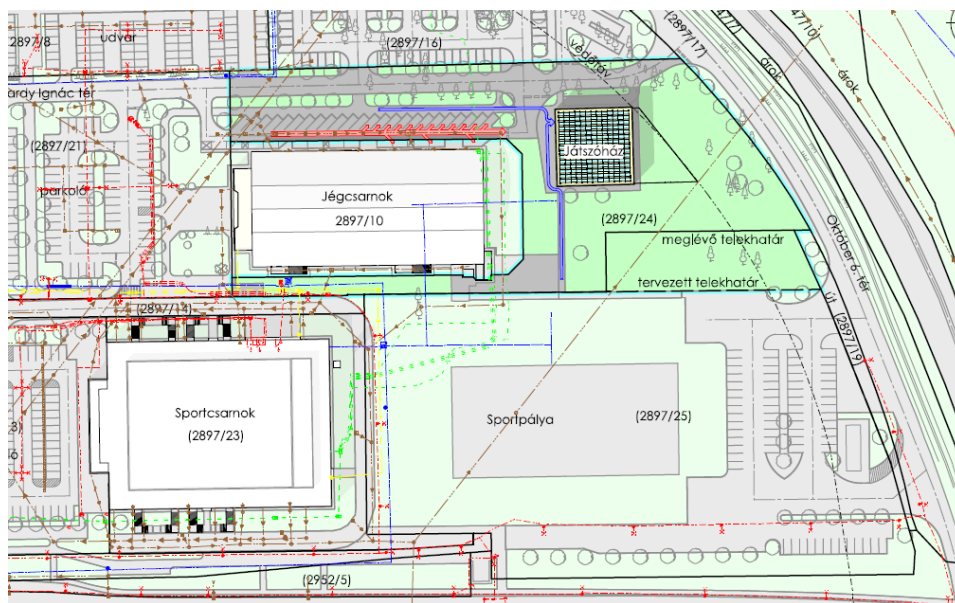 2897/8
udvar
(2897/16)
védőtáv
(2897/17)
árok
árok
ardy Ignác tér
(2897/21)
parkoló
Játszóház
Jégcsarnok
2897/10
(2897/24)
meglévő telekhatár
tervezett telekhatár
Október 6. tér
út
(2897/19)
(2897/14)
Sportcsarnok
(2897/23)
Sportpálya
(2897/25)
(2952/5)